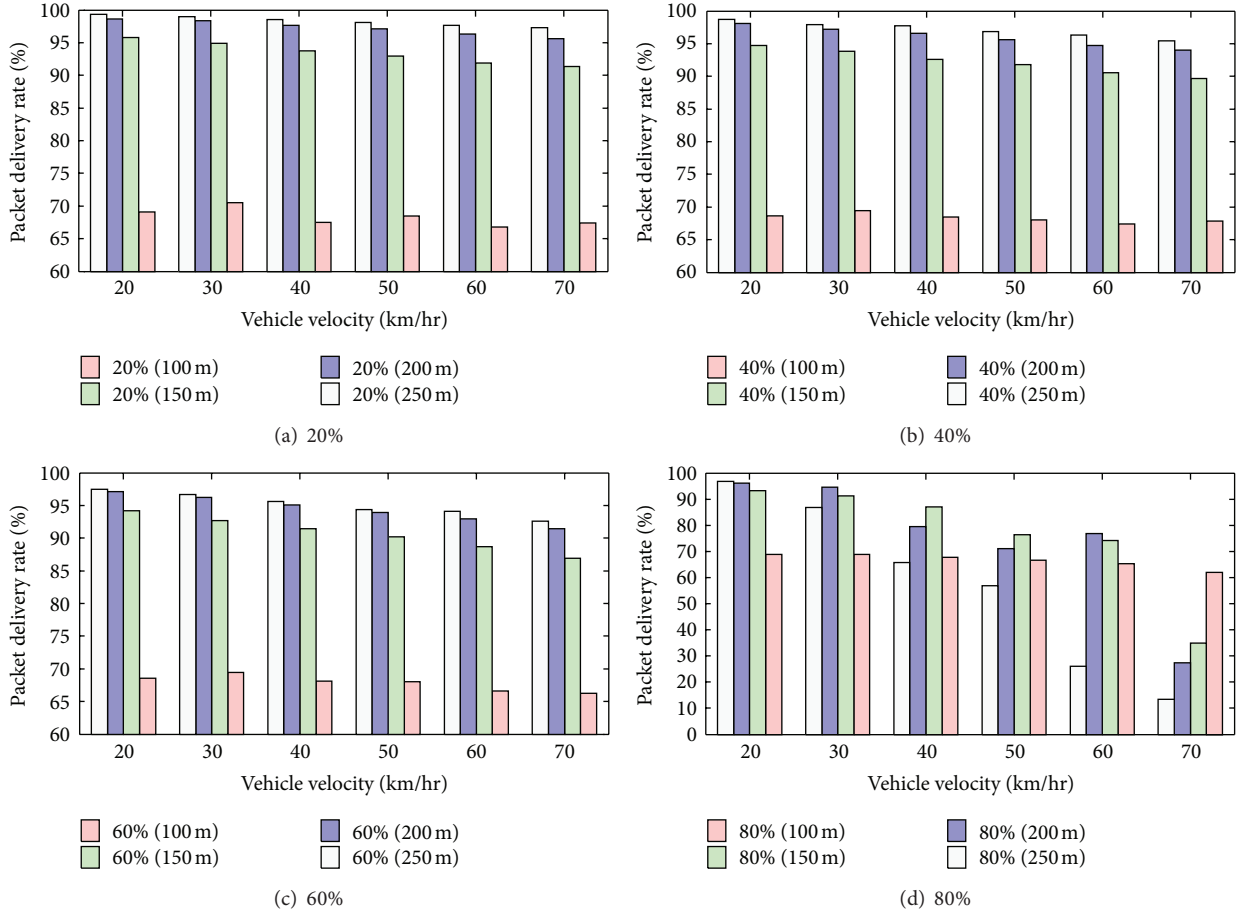 Packet delivery rate (%)
100
95
90
85
80
75
70
65
60
20 30 40 50 60 70
Vehicle velocity (km/hr)
20% (100 m) 20% (200 m)
20% (150 m) 20% (250 m)
(a) 20%
Packet delivery rate (%)
100
95
90
85
80
75
70
65
60
20 30 40 50 60 70
Vehicle velocity (km/hr)
40% (100 m) 40% (200 m)
40% (150 m) 40% (250 m)
(b) 40%
Packet delivery rate (%)
100
95
90
85
80
75
70
65
60
20 30 40 50 60 70
Vehicle velocity (km/hr)
60% (100 m) 60% (200 m)
60% (150 m) 60% (250 m)
(c) 60%
Packet delivery rate (%)
100
90
80
70
60
50
40
30
20
10
0
20 30 40 50 60 70
Vehicle velocity (km/hr)
80% (100 m) 80% (200 m)
80% (150 m) 80% (250 m)
(d) 80%